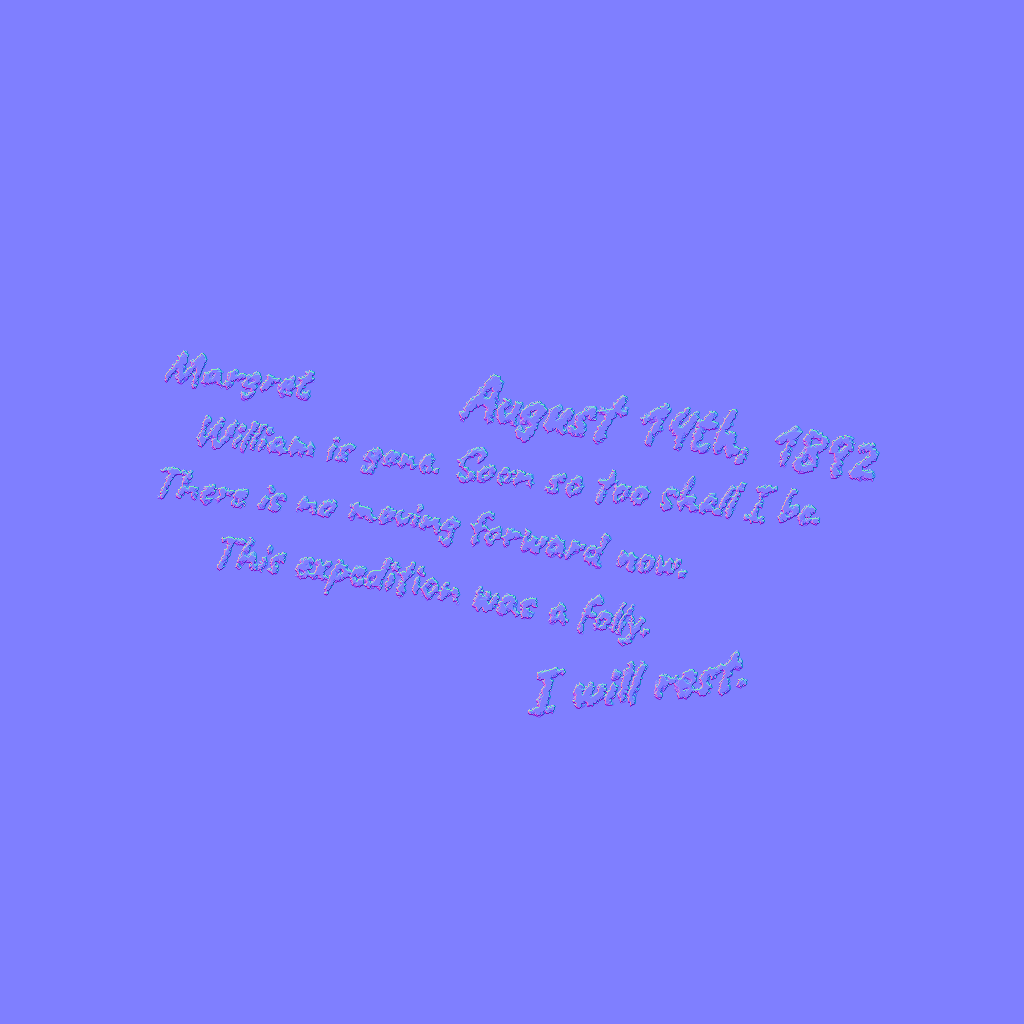 Margret
August 14th, 1892
William is gone. Soon so too shall I be
There is no moving forward now.
This expedition was a folly.
I will rest.